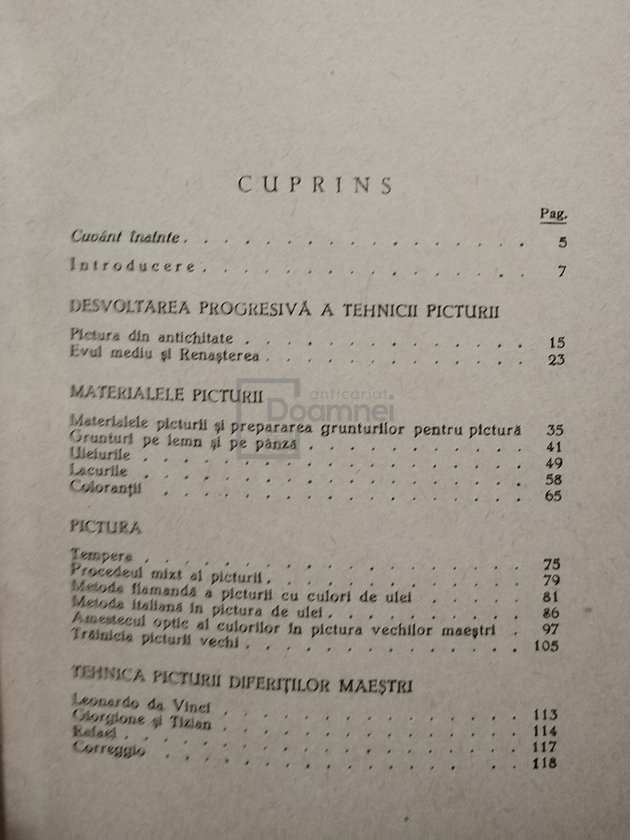 CUPRINS
Pag.
Cuvânt înainte . . . . . . . . . . . . . . . . . 5
Introducere . . . . . . . . . . . . . . . . 7
DESVOLTAREA PROGRESIVĂ A TEHNICII PICTURII
Pictura din antichitate . . . . . . . . . . . . . . 15
Evul mediu și Renașterea . . . . . . . . . . . . . 23
MATERIALELE PICTURII
anticariat
Doamnei
Materialele picturii și prepararea grunturilor pentru pictură 35
Grunturi pe lemn și pe pânză . . . . . . . . . . . 41
Uleiurile . . . . . . . . . . . . . . . . . . . 49
Lacurile . . . . . . . . . . . . . . . . . . . 58
Coloranții . . . . . . . . . . . . . . . . . . 65
PICTURA
Tempera . . . . . . . . . . . . . . . . . . . 75
Procedeul mixt al picturii . . . . . . . . . . . . . 79
Metoda flamandă a picturii cu culori de ulei . . . . . 81
Metoda italiană în pictura de ulei . . . . . . . . . . 86
Amestecul optic al culorilor în pictura vechilor maeștri . 97
Trăinicia picturii vechi . . . . . . . . . . . . . . 105
TEHNICA PICTURII DIFERIȚILOR MAEȘTRI
Leonardo da Vinci . . . . . . . . . . . . . . . 113
Giorgione și Tizian . . . . . . . . . . . . . . . 114
Rafael . . . . . . . . . . . . . . . . . . . . 117
Correggio . . . . . . . . . . . . . . . . . . 118